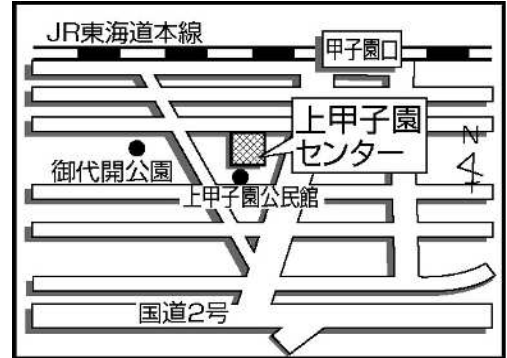 JR東海道本線
甲子園口
上甲子園
センター
N
御代開公園
上甲子園公民館
国道2号